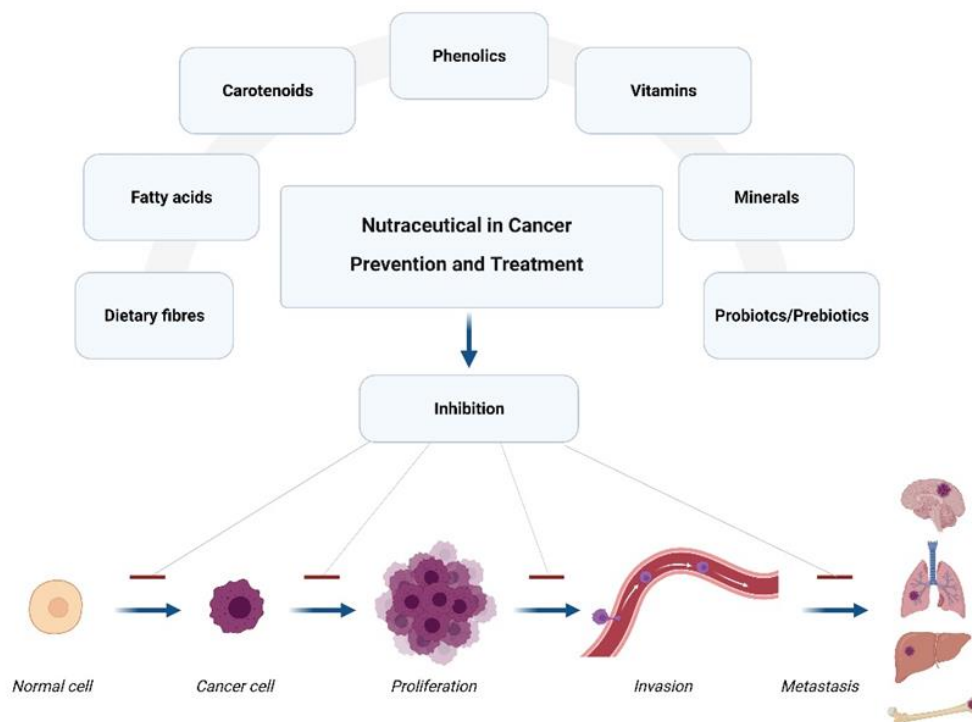 Phenolics
Carotenoids
Vitamins
Fatty acids
Minerals
Nutraceutical in Cancer
Prevention and Treatment
Dietary fibres
Probiotcs/Prebiotics
Inhibition
Normal cell
Cancer cell
Proliferation
Invasion
Metastasis